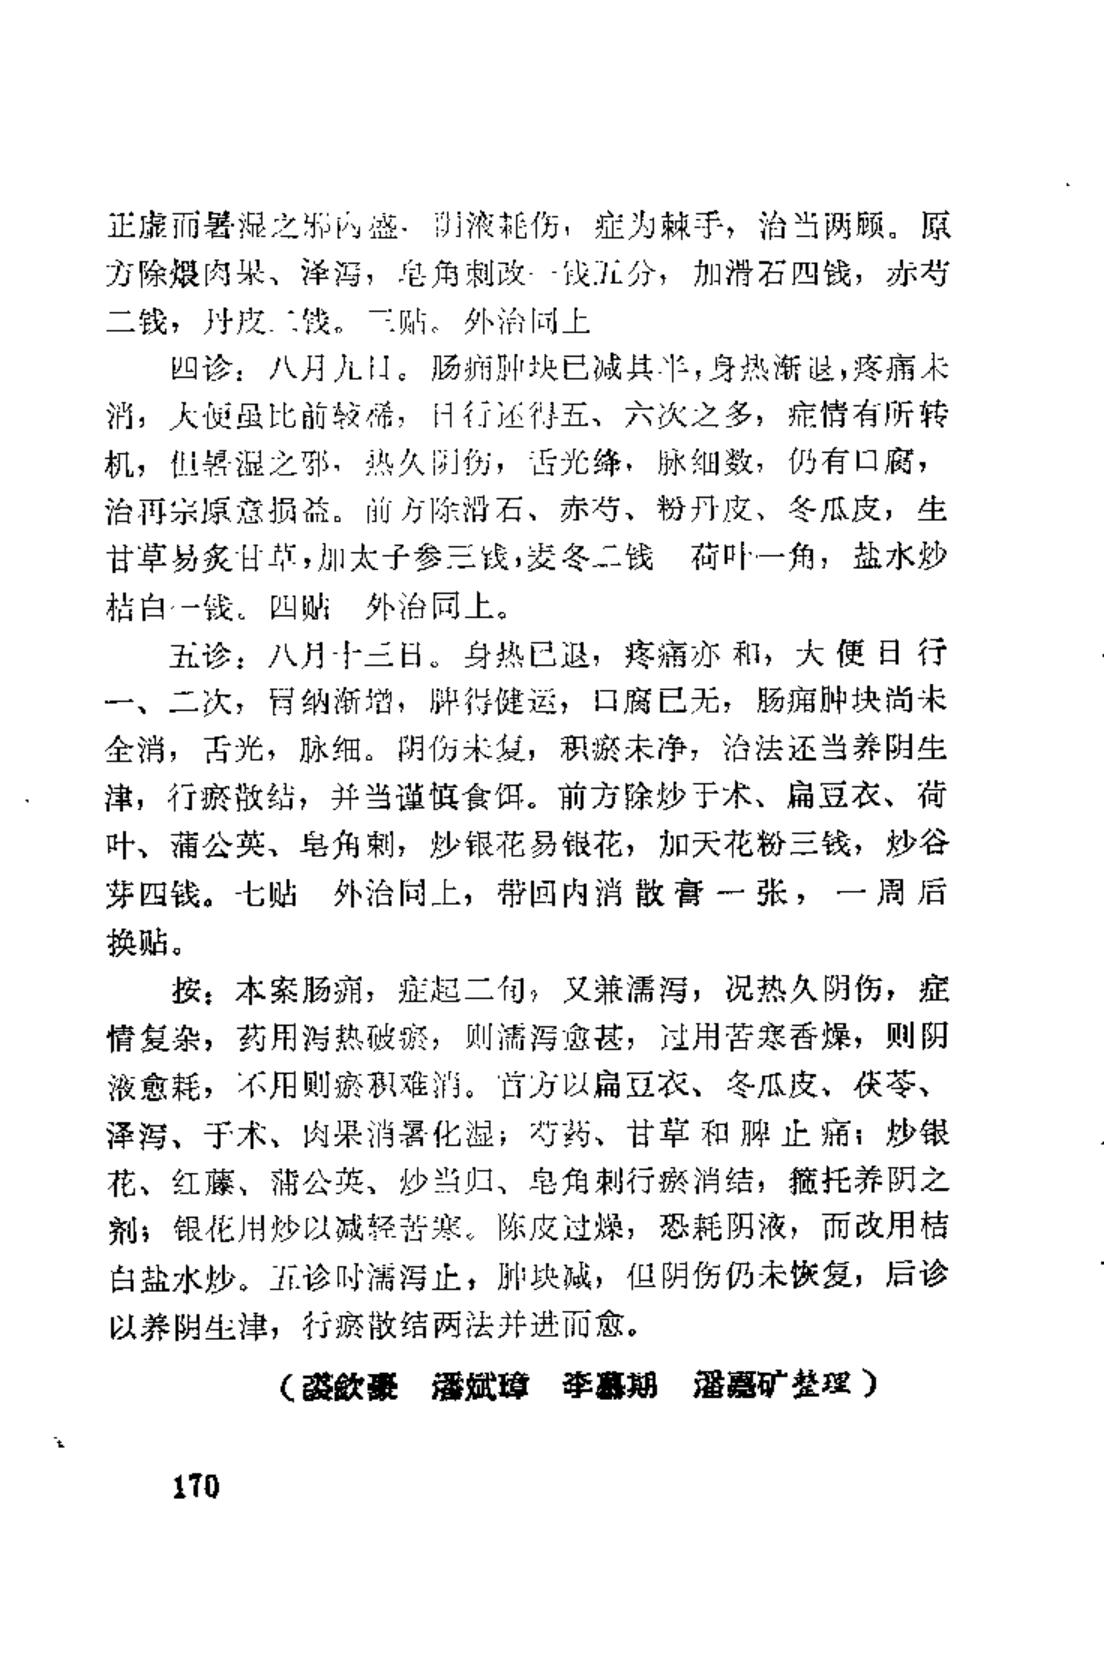 正虚而暑湿之邪内盛，阴液耗伤，症为棘手，治当两顾。原
方除煨肉果、泽泻，皂角刺改一钱五分，加滑石四钱，赤芍
二钱，丹皮二钱。三贴。外治同上
四诊：八月九日。肠痈肿块已减其半，身热渐退，疼痛未
消，大便虽比前较稀，日行还得五、六次之多，症情有所转
机，但暑湿之邪，热久阴伤，舌光绛，脉细数，仍有口腐，
治再宗原意损益。前方除滑石、赤芍、粉丹皮、冬瓜皮，生
甘草易炙甘草，加太子参三钱，麦冬二钱　荷叶一角，盐水炒
桔白一钱。四贴　外治同上。
五诊：八月十三日。身热已退，疼痛亦和，大便日行
一、二次，胃纳渐增，脾得健运，口腐已无，肠痈肿块尚未
全消，舌光，脉细。阴伤未复，积瘀未净，治法还当养阴生
津，行瘀散结，并当谨慎食饵。前方除炒于术、扁豆衣、荷
叶、蒲公英、皂角刺，炒银花易银花，加天花粉三钱，炒谷
芽四钱。七贴　外治同上，带回内消散膏一张，一周后
换贴。
按：本案肠痈，症起二旬，又兼濡泻，况热久阴伤，症
情复杂，药用泻热破瘀，则濡泻愈甚，过用苦寒香燥，则阴
液愈耗，不用则瘀积难消。首方以扁豆衣、冬瓜皮、茯苓、
泽泻、于术、肉果消暑化湿；芍药、甘草和脾止痛；炒银
花、红藤、蒲公英、炒当归、皂角刺行瘀消结，箍托养阴之
剂；银花用炒以减轻苦寒。陈皮过燥，恐耗阴液，而改用桔
白盐水炒。五诊时濡泻止，肿块减，但阴伤仍未恢复，后诊
以养阴生津，行瘀散结两法并进而愈。
（裘欽豪　潘斌璋　李慕期　潘嘉矿整理）
170